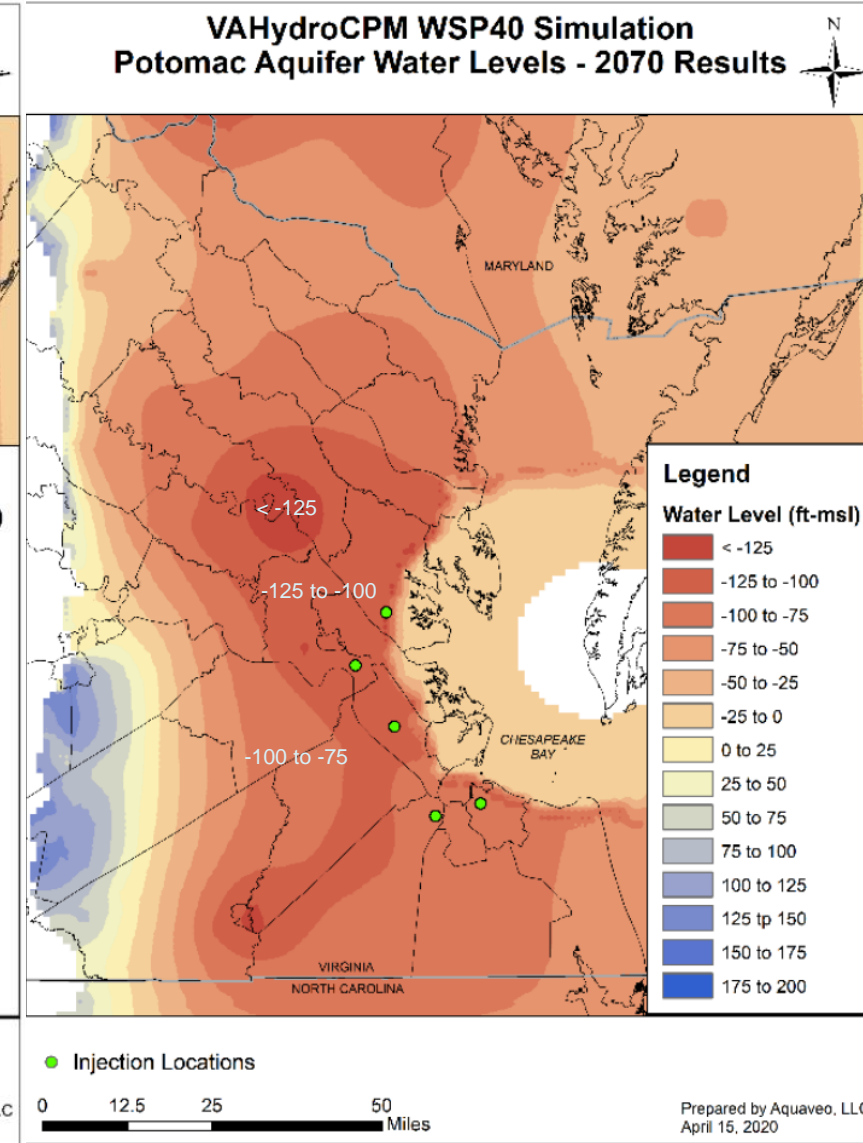 VAHydroCPM WSP40 Simulation
Potomac Aquifer Water Levels - 2070 Results
N
MARYLAND
< -125
-125 to -100
-100 to -75
CHESAPEAKE
BAY
VIRGINIA
NORTH CAROLINA
Legend
Water Level (ft-msl)
< -125
-125 to -100
-100 to -75
-75 to -50
-50 to -25
-25 to 0
0 to 25
25 to 50
50 to 75
75 to 100
100 to 125
125 tp 150
150 to 175
175 to 200
Injection Locations
0 12.5 25 50
Miles
Prepared by Aquaveo, LLC
April 15, 2020